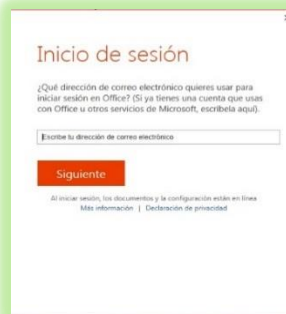 Inicio de sesión
¿Qué dirección de correo electrónico quieres usar para
iniciar sesión en Office? (Si ya tienes una cuenta que usas
con Office u otros servicios de Microsoft, escríbela aquí).
Escribe tu dirección de correo electrónico
Siguiente
Al iniciar sesión, los documentos y la configuración están en línea
Más información | Declaración de privacidad